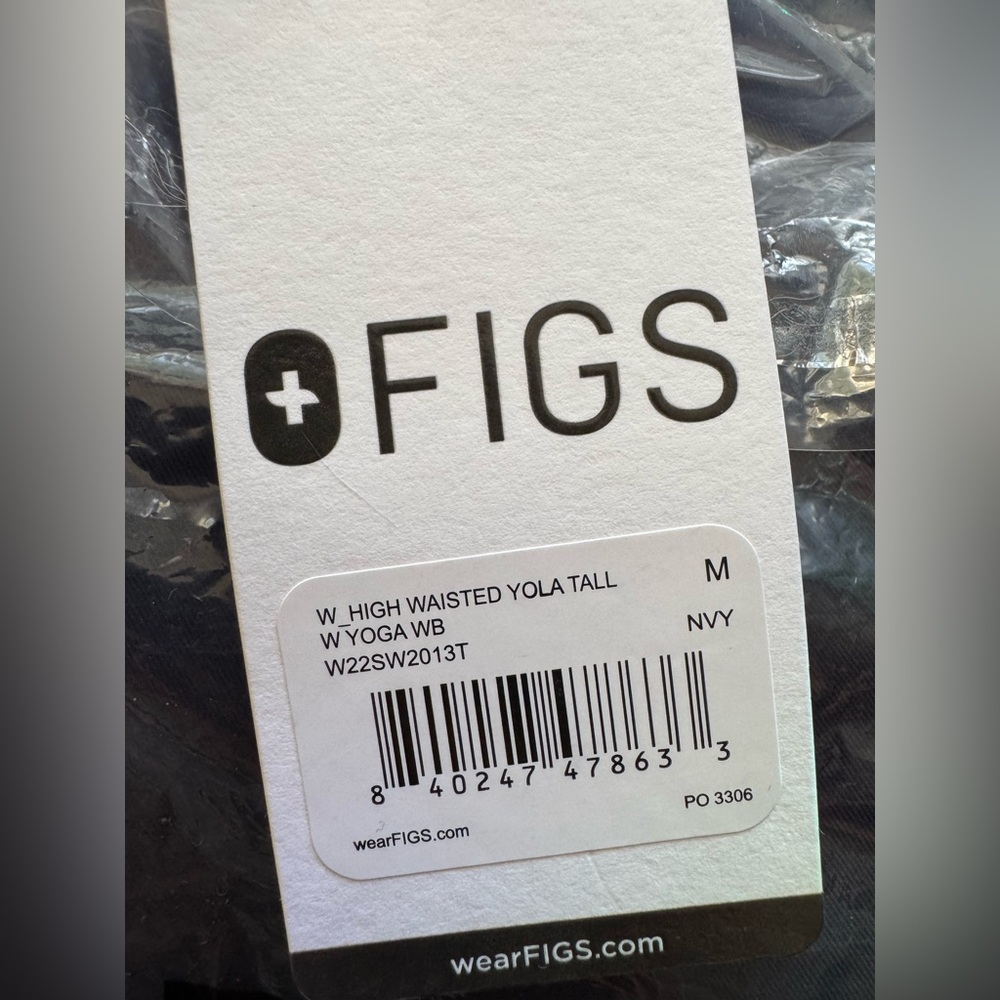 FIGS
W_HIGH WAISTED YOLA TALL M
W YOGA WB NVY
W22SW2013T
8 40247 47863 3
wearFIGS.com PO 3306
wearFIGS.com